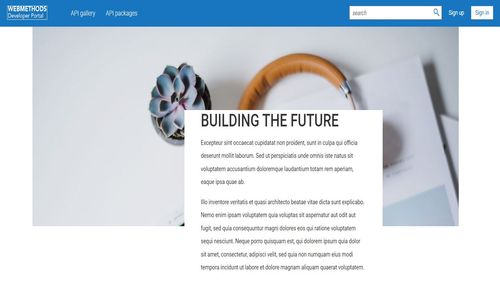 WEBMETHODS
Developer Portal
API gallery
API packages
search
Sign up
Sign in
BUILDING THE FUTURE
Excepteur sint occaecat cupidatat non proident, sunt in culpa qui officia
deserunt mollit laborum. Sed ut perspiciatis unde omnis iste natus sit
voluptatem accusantium doloremque laudantium totam rem aperiam,
eaque ipsa quae ab.
Illo inventore veritatis et quasi architecto beatae vitae dicta sunt explicabo.
Nemo enim ipsam voluptatem quia voluptas sit aspernatur aut odit aut
fugit, sed quia consequuntur magni dolores eos qui ratione voluptatem
sequi nesciunt. Neque porro quisquam est, qui dolorem ipsum quia dolor
sit amet, consectetur, adipisci velit, sed quia non numquam eius modi
tempora incidunt ut labore et dolore magnam aliquam quaerat voluptatem.